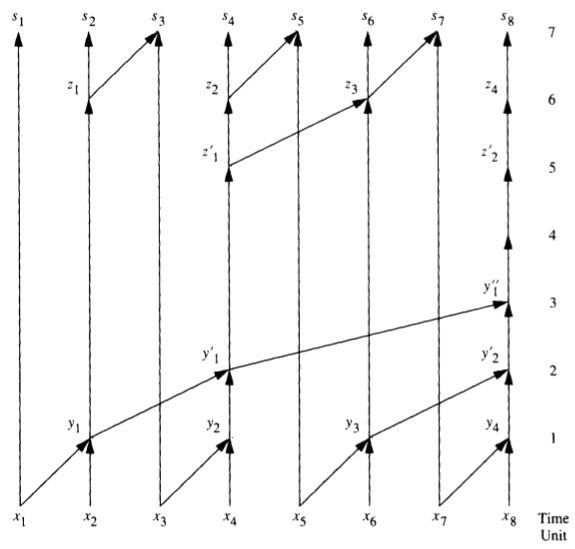 s₁ s₂ s₃ s₄ s₅ s₆ s₇ s₈ 7
z₁ z₂ z₃ z₄ 6
z′₁ z′₂ 5
4
y″₁ 3
y′₁ y′₂ 2
y₁ y₂ y₃ y₄ 1
x₁ x₂ x₃ x₄ x₅ x₆ x₇ x₈ Time
Unit